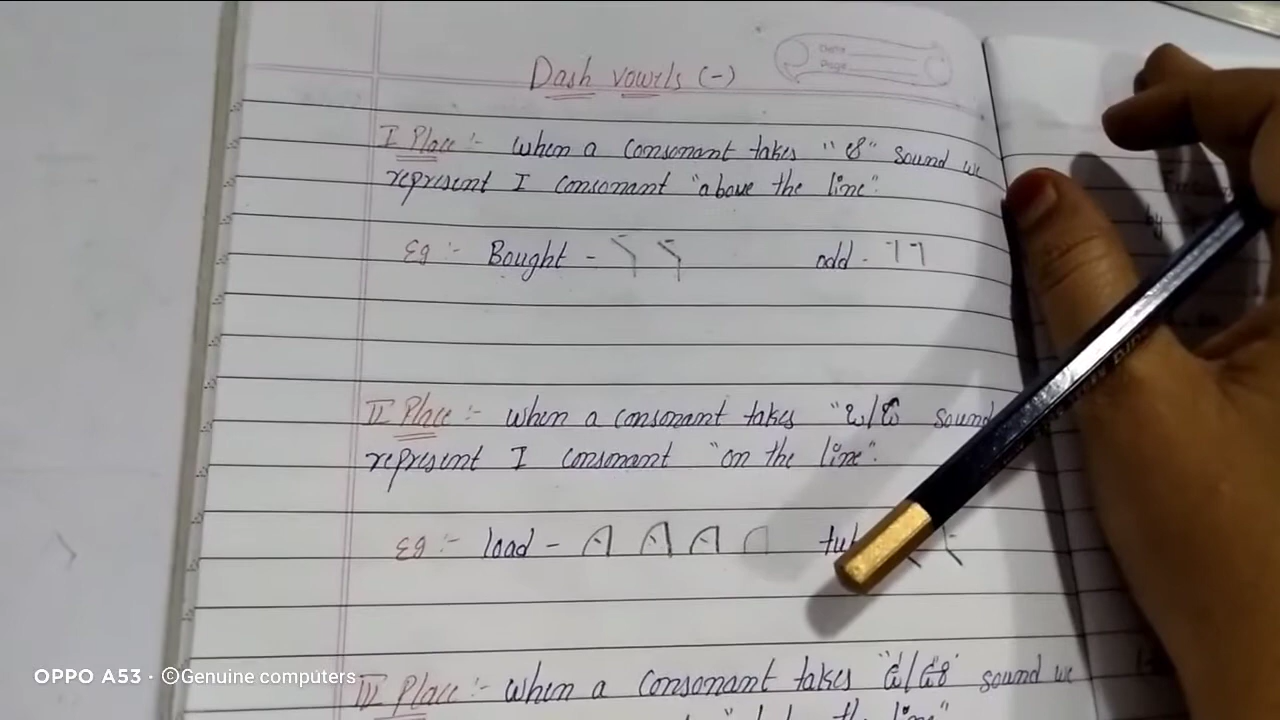 Date
Page
Dash vowels (-)
I Place :- when a consonant takes "ಆ" sound we
represent I consonant "above the line".
Eg :- Bought - odd -
II Place :- when a consonant takes sound
represent I consonant "on the line".
Eg :- load -
III Place :- when a consonant takes sound we
the line"
OPPO A53 · ©Genuine computers